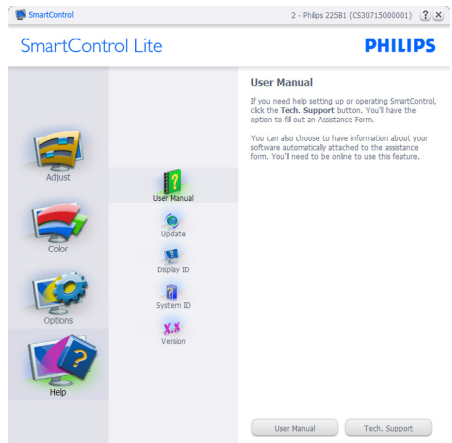 SmartControl
2 - Philips 225B1 (CS30715000001)
SmartControl Lite
PHILIPS
Adjust
Color
Options
Help
User Manual
Update
Display ID
System ID
X.X
Version
User Manual
If you need help setting up or operating SmartControl,
click the Tech. Support button. You'll have the
option to fill out an Assistance Form.
You can also choose to have information about your
software automatically attached to the assistance
form. You'll need to be online to use this feature.
User Manual
Tech. Support